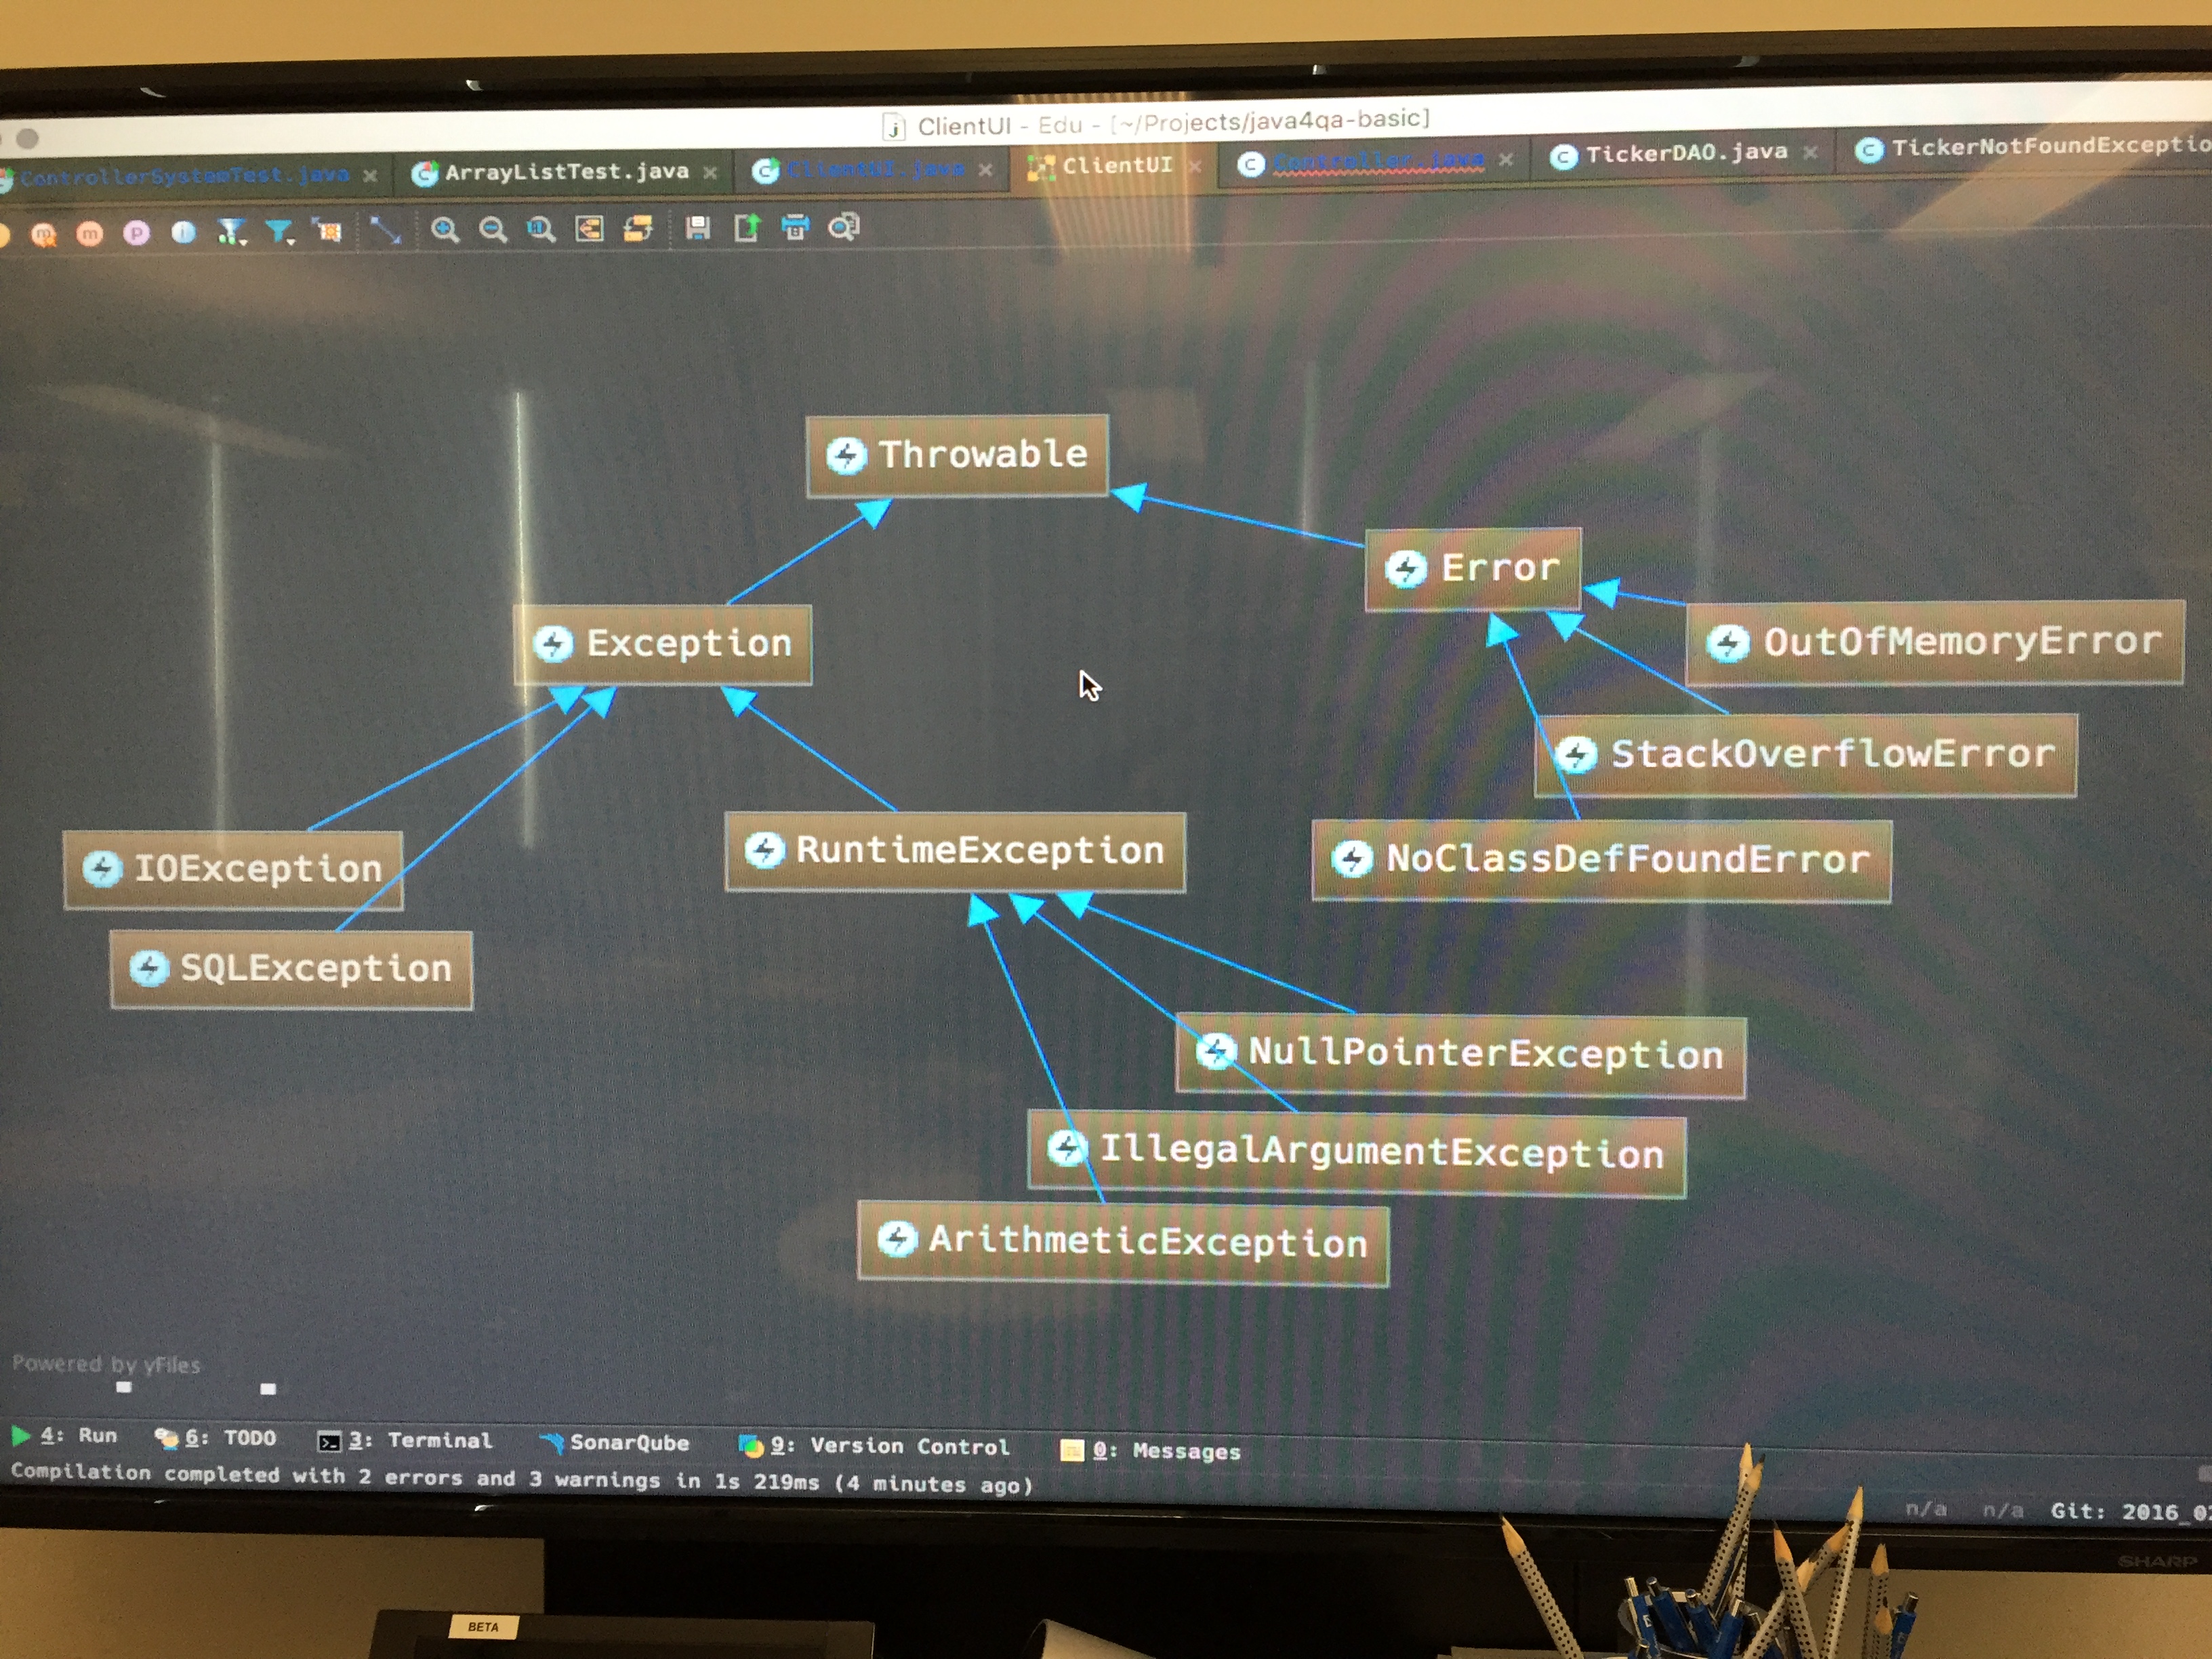 ClientUI - Edu - [~/Projects/java4qa-basic]
ControllerSystemTest.java ArrayListTest.java ClientUI.java ClientUI Controller.java TickerDAO.java TickerNotFoundExceptio
Throwable
Error
Exception
OutOfMemoryError
StackOverflowError
RuntimeException
NoClassDefFoundError
IOException
SQLException
NullPointerException
IllegalArgumentException
ArithmeticException
Powered by yFiles
4: Run 6: TODO 3: Terminal SonarQube 9: Version Control 0: Messages
Compilation completed with 2 errors and 3 warnings in 1s 219ms (4 minutes ago)
n/a n/a Git: 2016_0
SHARP
BETA